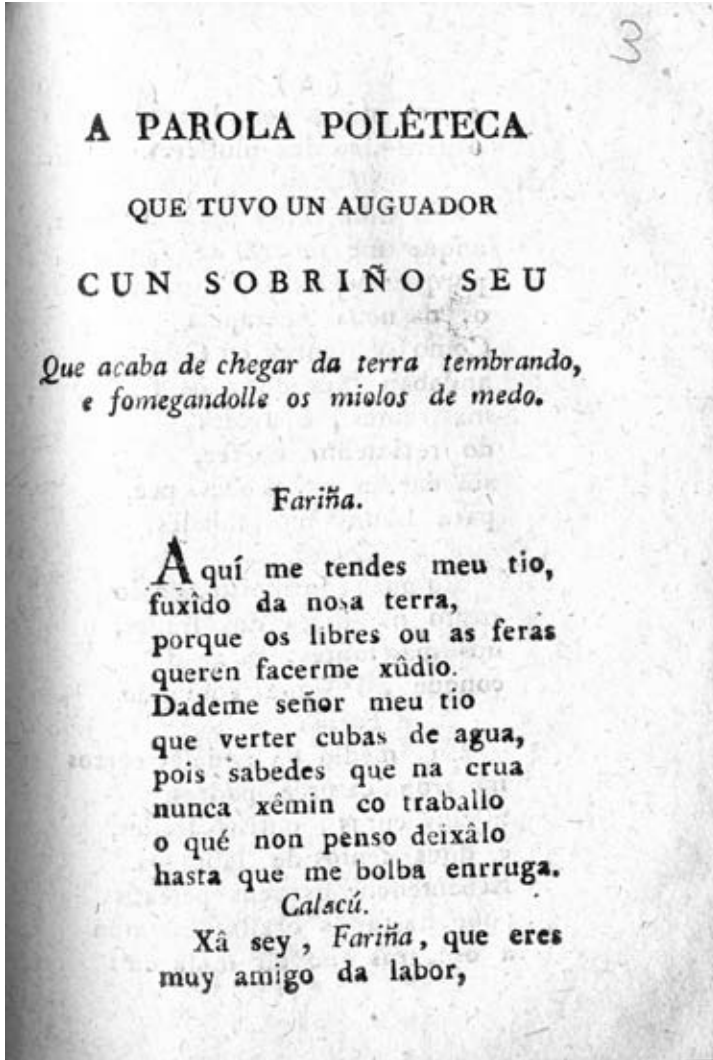 3
A PAROLA POLÊTECA
QUE TUVO UN AUGUADOR
CUN SOBRIÑO SEU
Que acaba de chegar da terra tembrando,
e fomegandolle os miolos de medo.
Fariña.
Aquí me tendes meu tio,
fuxîdo da nosa terra,
porque os libres ou as feras
queren facerme xûdio.
Dademe señor meu tio
que verter cubas de agua,
pois sabedes que na crua
nunca xêmin co traballo
o qué non penso deixâlo
hasta que me bolba enrruga.
Calacú.
Xâ sey, Fariña, que eres
muy amigo da labor,